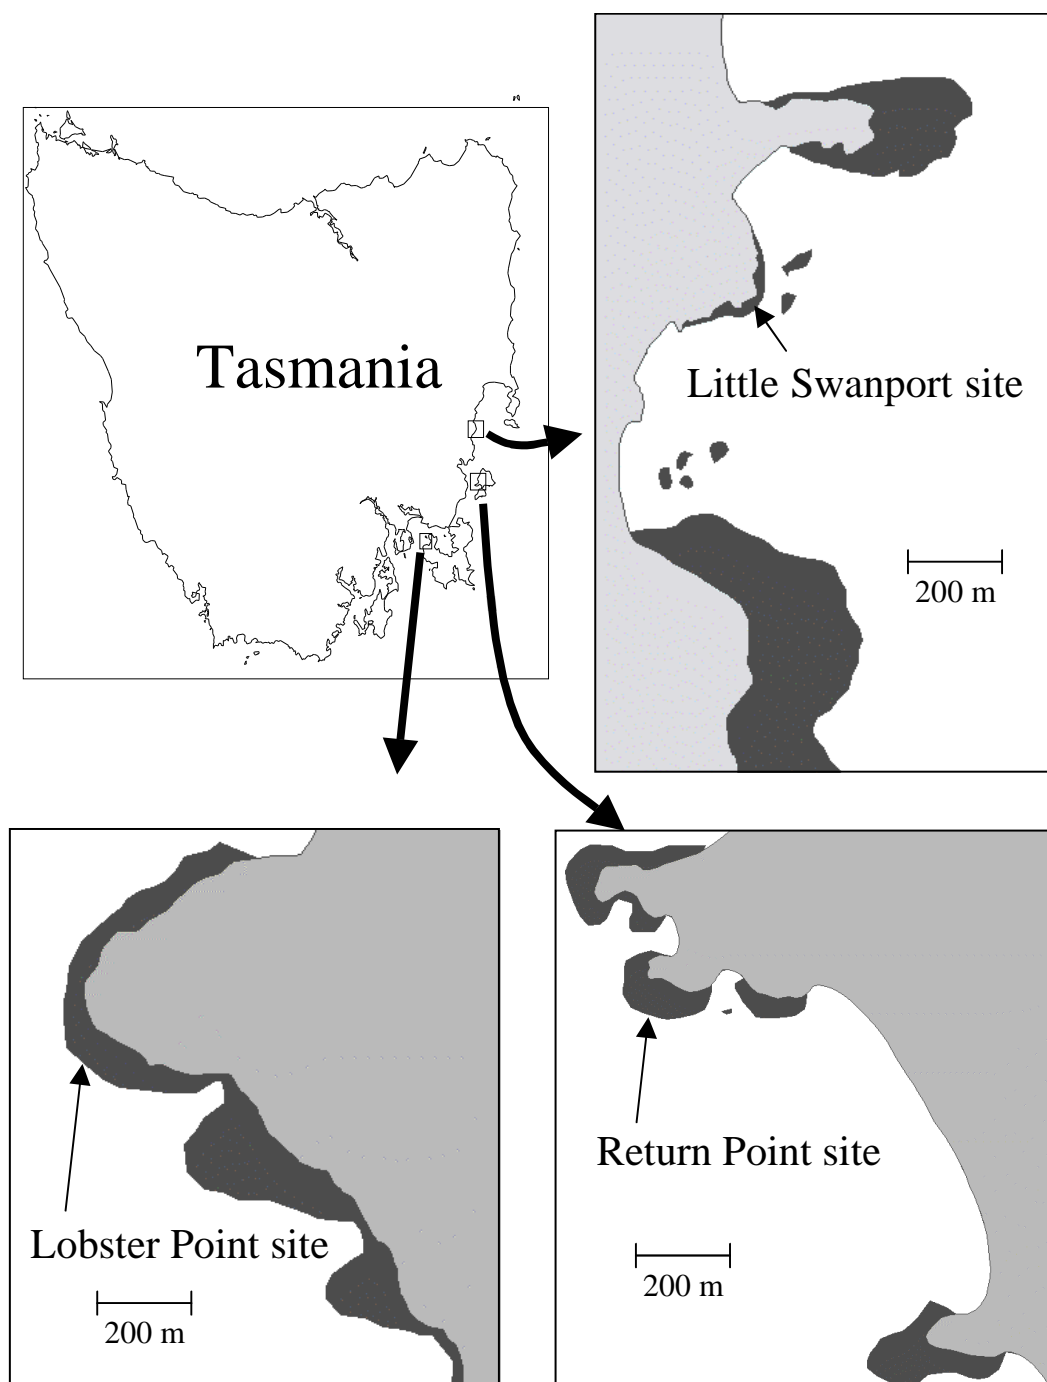 Tasmania
Little Swanport site
200 m
Return Point site
Lobster Point site
200 m
200 m